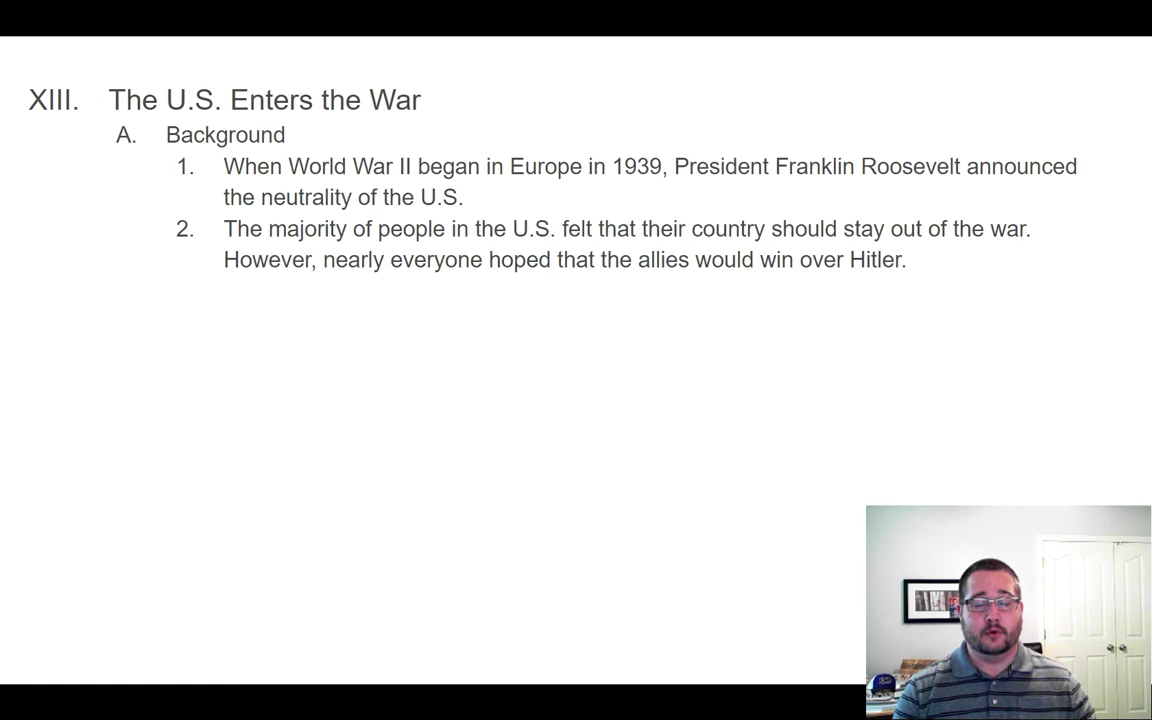 XIII. The U.S. Enters the War
A. Background
1. When World War II began in Europe in 1939, President Franklin Roosevelt announced
the neutrality of the U.S.
2. The majority of people in the U.S. felt that their country should stay out of the war.
However, nearly everyone hoped that the allies would win over Hitler.